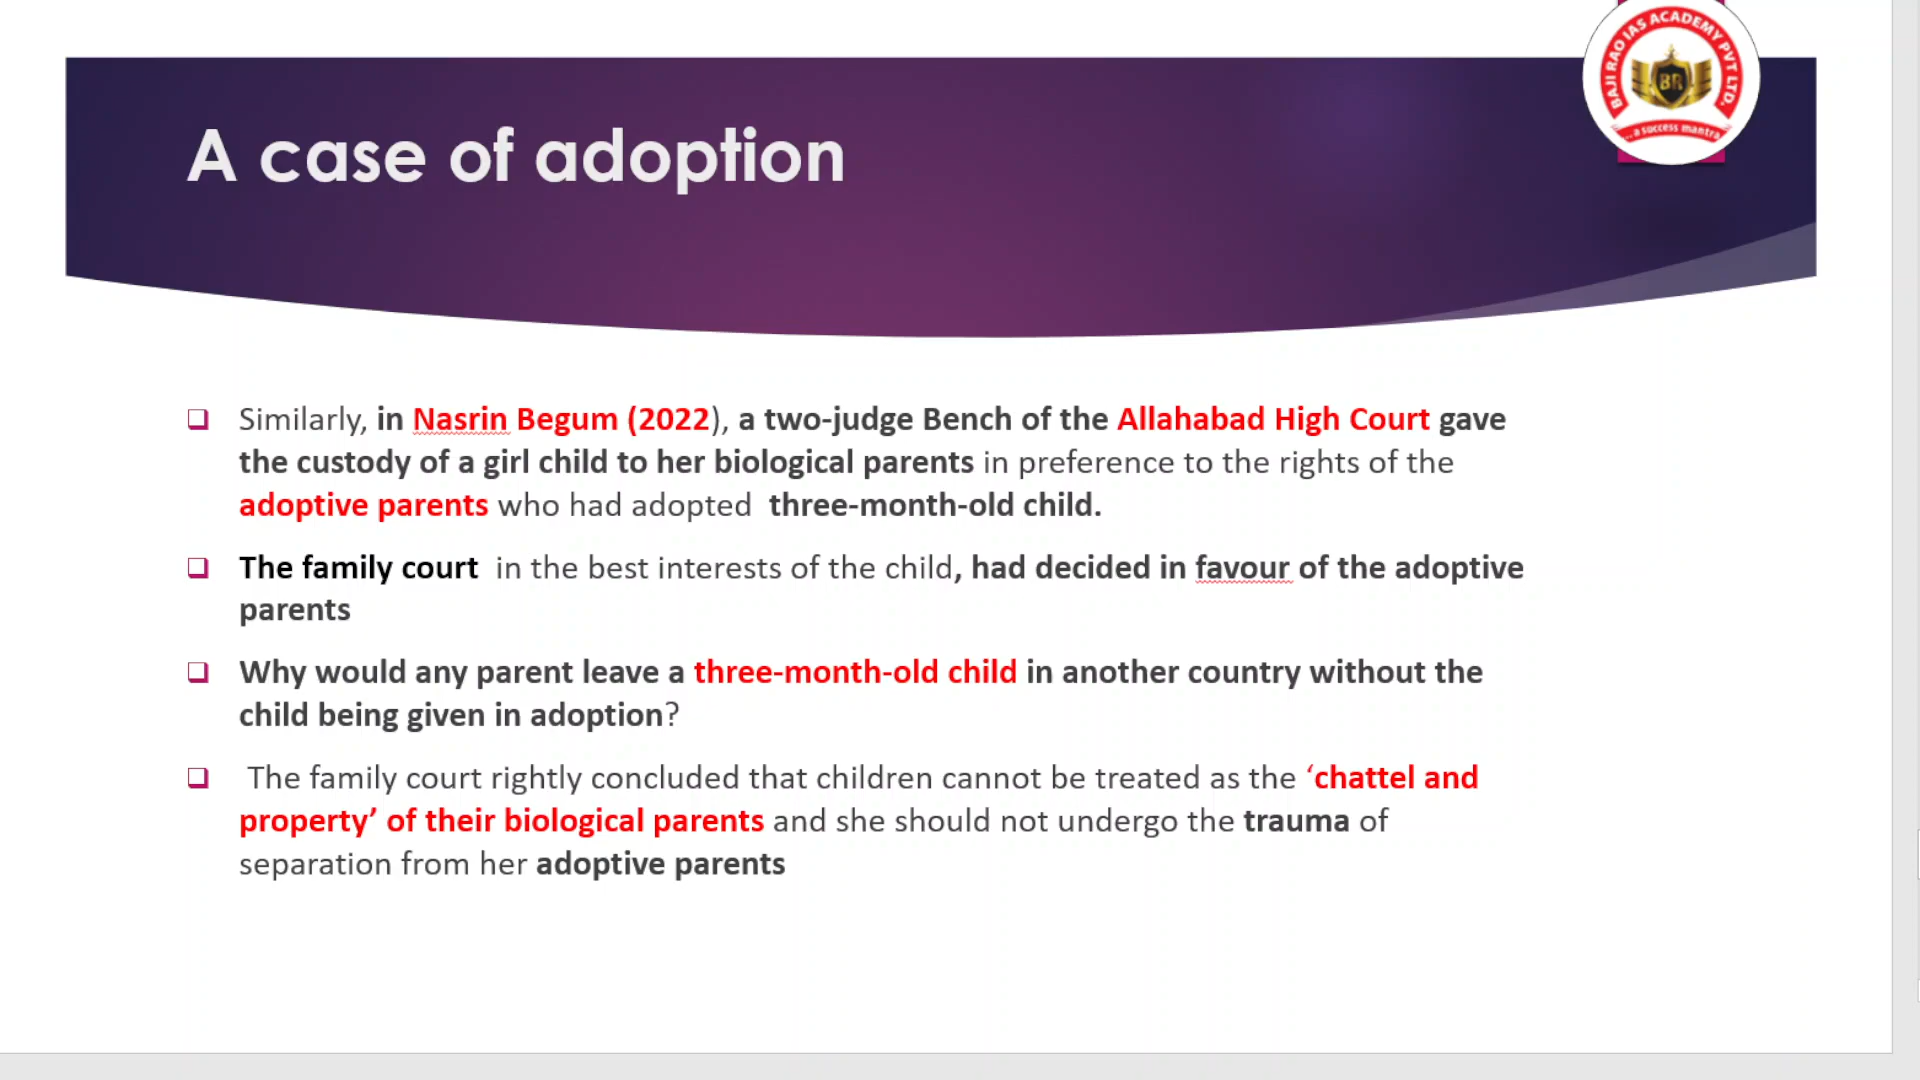 BAJI RAO IAS ACADEMY PVT LTD.
BR
...a success mantra
A case of adoption
Similarly, in Nasrin Begum (2022), a two-judge Bench of the Allahabad High Court gave
the custody of a girl child to her biological parents in preference to the rights of the
adoptive parents who had adopted three-month-old child.
The family court in the best interests of the child, had decided in favour of the adoptive
parents
Why would any parent leave a three-month-old child in another country without the
child being given in adoption?
The family court rightly concluded that children cannot be treated as the ‘chattel and
property’ of their biological parents and she should not undergo the trauma of
separation from her adoptive parents